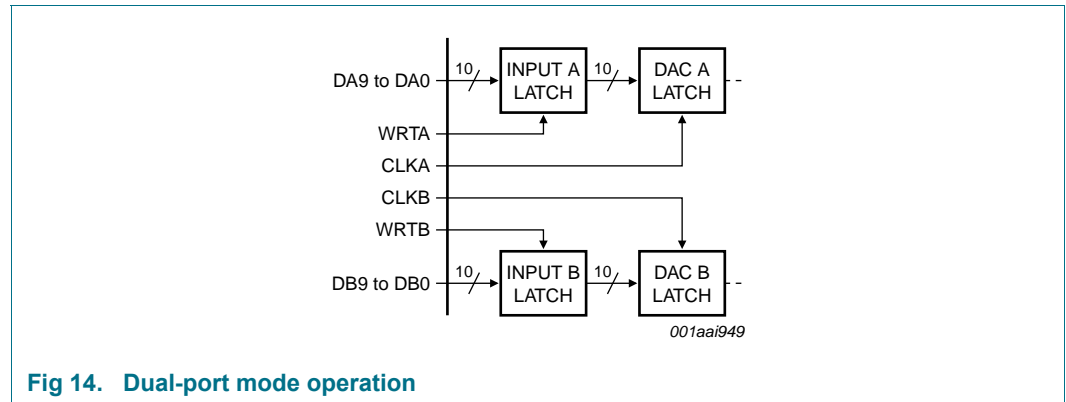 DA9 to DA0
10
INPUT A
LATCH
10
DAC A
LATCH
WRTA
CLKA
CLKB
WRTB
DB9 to DB0
10
INPUT B
LATCH
10
DAC B
LATCH
001aai949
Fig 14. Dual-port mode operation